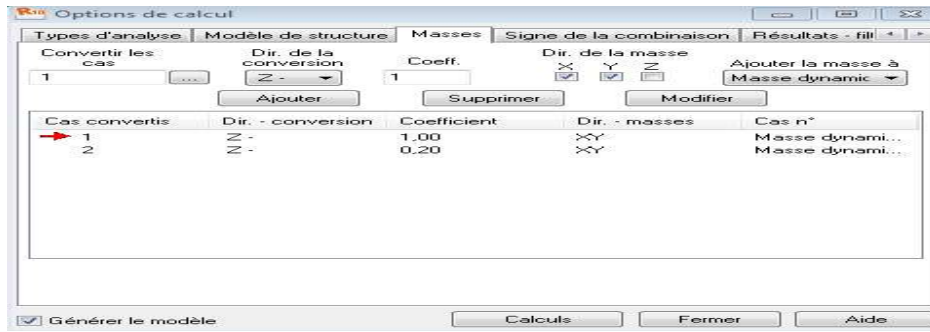 Options de calcul
Types d'analyse Modèle de structure Masses Signe de la combinaison Résultats - filt
Convertir les cas Dir. de la conversion Coeff. Dir. de la masse X Y Z Ajouter la masse à
1 ... Z - 1 Masse dynamic
Ajouter Supprimer Modifier
Cas convertis Dir. - conversion Coefficient Dir. - masses Cas n°
1 Z - 1,00 XY Masse dynami...
2 Z - 0,20 XY Masse dynami...
Générer le modèle Calculs Fermer Aide